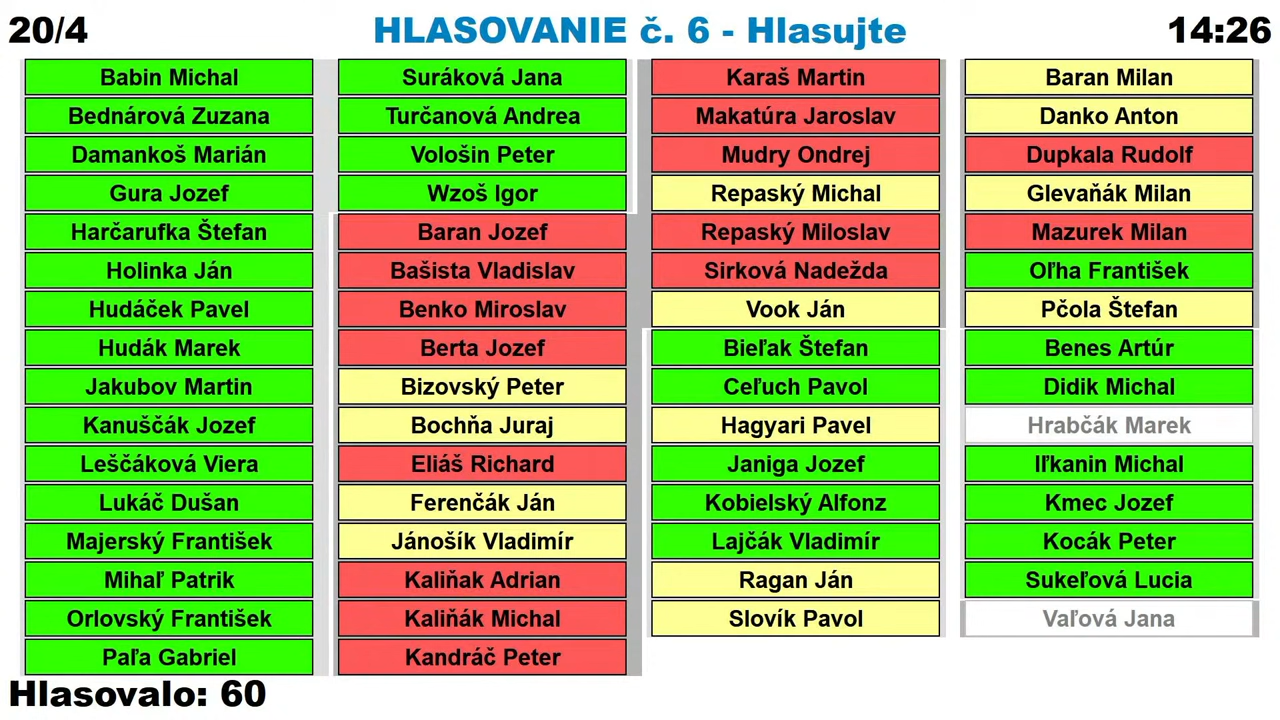 20/4
HLASOVANIE č. 6 - Hlasujte
14:26
Babin Michal
Bednárová Zuzana
Damankoš Marián
Gura Jozef
Harčarufka Štefan
Holinka Ján
Hudáček Pavel
Hudák Marek
Jakubov Martin
Kanuščák Jozef
Leščáková Viera
Lukáč Dušan
Majerský František
Mihaľ Patrik
Orlovský František
Paľa Gabriel
Suráková Jana
Turčanová Andrea
Vološin Peter
Wzoš Igor
Baran Jozef
Bašista Vladislav
Benko Miroslav
Berta Jozef
Bizovský Peter
Bochňa Juraj
Eliáš Richard
Ferenčák Ján
Jánošík Vladimír
Kaliňak Adrian
Kaliňák Michal
Kandráč Peter
Karaš Martin
Makatúra Jaroslav
Mudry Ondrej
Repaský Michal
Repaský Miloslav
Sirková Nadežda
Vook Ján
Bieľak Štefan
Ceľuch Pavol
Hagyari Pavel
Janiga Jozef
Kobielský Alfonz
Lajčák Vladimír
Ragan Ján
Slovík Pavol
Baran Milan
Danko Anton
Dupkala Rudolf
Glevaňák Milan
Mazurek Milan
Oľha František
Pčola Štefan
Benes Artúr
Didik Michal
Hrabčák Marek
Iľkanin Michal
Kmec Jozef
Kocák Peter
Sukeľová Lucia
Vaľová Jana
Hlasovalo: 60